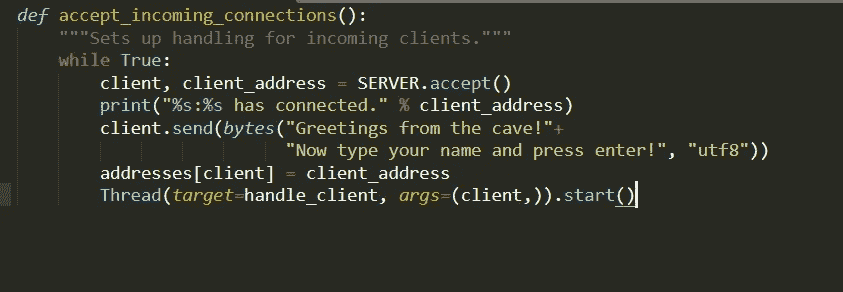 def accept_incoming_connections():
    """Sets up handling for incoming clients."""
    while True:
        client, client_address = SERVER.accept()
        print("%s:%s has connected." % client_address)
        client.send(bytes("Greetings from the cave!"+
                          "Now type your name and press enter!", "utf8"))
        addresses[client] = client_address
        Thread(target=handle_client, args=(client,)).start()